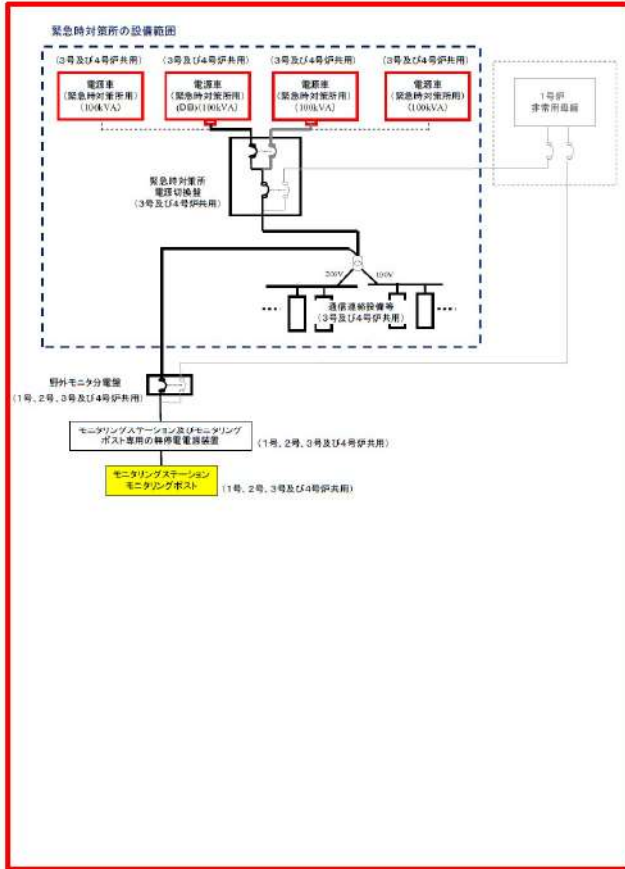 緊急時対策所の設備範囲
(3号及び4号炉共用)
(3号及び4号炉共用)
(3号及び4号炉共用)
(3号及び4号炉共用)
電源車
(緊急時対策所用)
(100kVA)
電源車
(緊急時対策所用)
(DB)(100kVA)
電源車
(緊急時対策所用)
(100kVA)
電源車
(緊急時対策所用)
(100kVA)
1号炉
非常用母線
緊急時対策所
電源切換盤
(3号及び4号炉共用)
200V
100V
通信連絡設備等
(3号及び4号炉共用)
野外モニタ分電盤
(1号、2号、3号及び4号炉共用)
モニタリングステーション及びモニタリング
ポスト専用の無停電電源装置
(1号、2号、3号及び4号炉共用)
モニタリングステーション
モニタリングポスト
(1号、2号、3号及び4号炉共用)